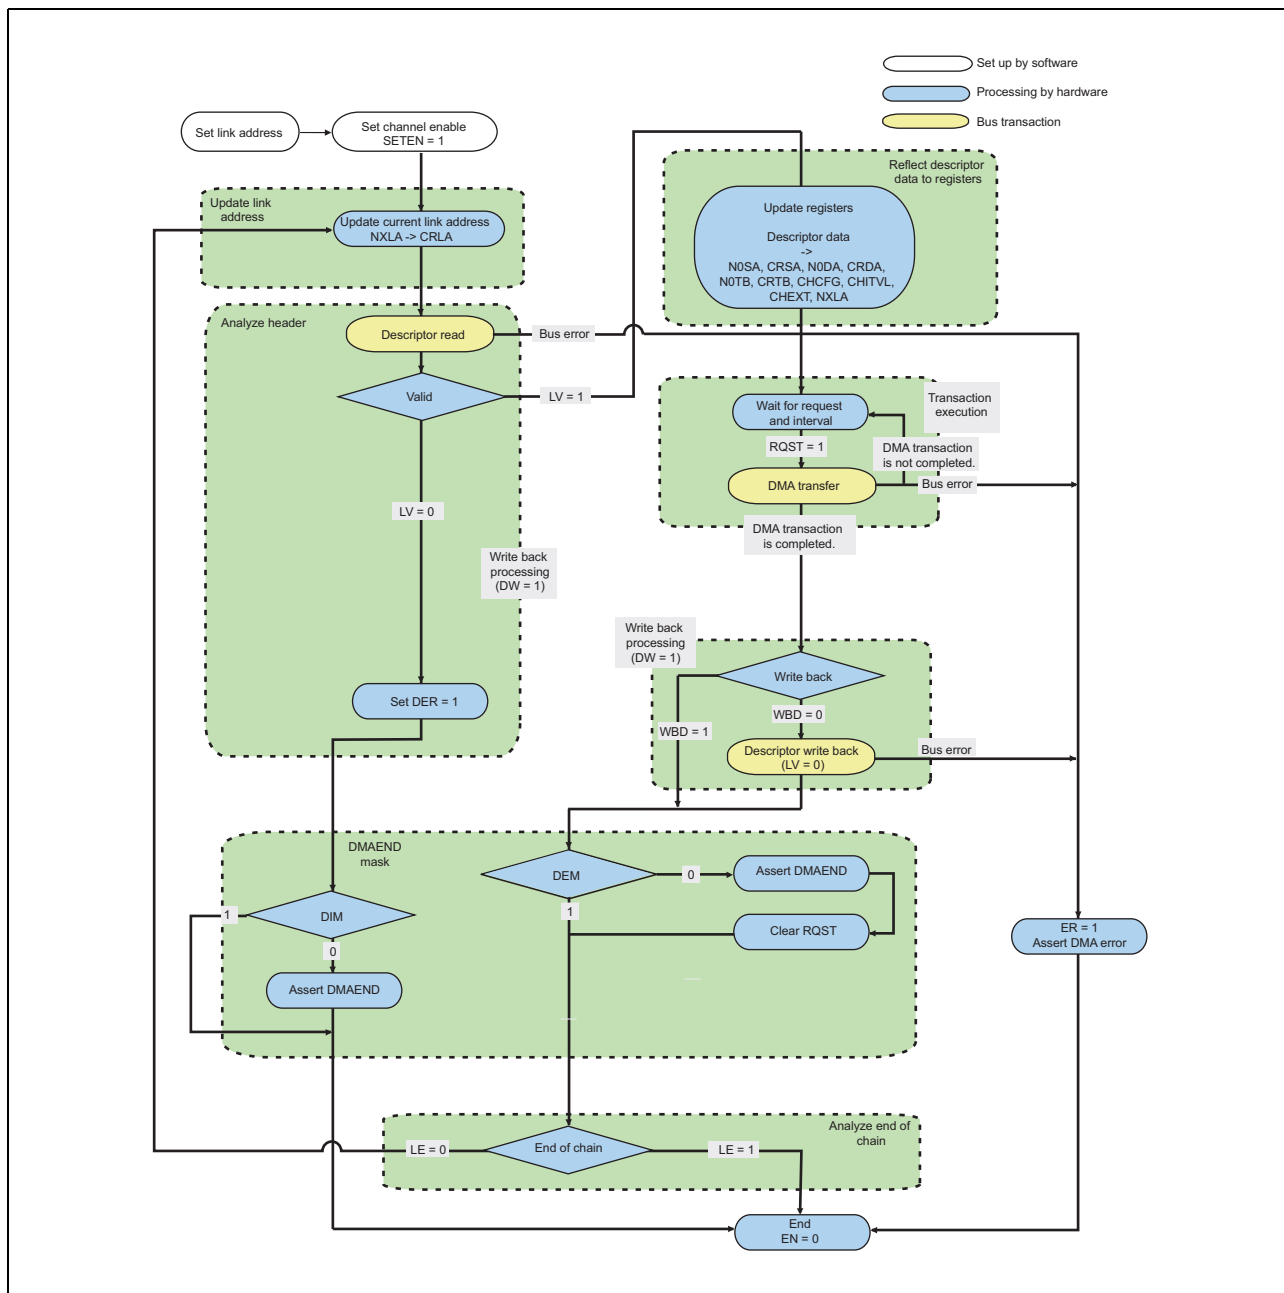 Set up by software
Processing by hardware
Bus transaction
Set link address
Set channel enable
SETEN = 1
Reflect descriptor
data to registers
Update link
address
Update current link address
NXLA -> CRLA
Update registers
Descriptor data
->
N0SA, CRSA, N0DA, CRDA,
N0TB, CRTB, CHCFG, CHITVL,
CHEXT, NXLA
Analyze header
Descriptor read
Bus error
Valid
LV = 1
Transaction
execution
Wait for request
and interval
RQST = 1
DMA transaction
is not completed.
DMA transfer
Bus error
LV = 0
DMA transaction
is completed.
Write back
processing
(DW = 1)
Write back
processing
(DW = 1)
Write back
Set DER = 1
WBD = 0
WBD = 1
Descriptor write back
(LV = 0)
Bus error
DMAEND
mask
DEM
0
Assert DMAEND
1
DIM
1
Clear RQST
ER = 1
Assert DMA error
0
Assert DMAEND
Analyze end of
chain
LE = 0
End of chain
LE = 1
End
EN = 0